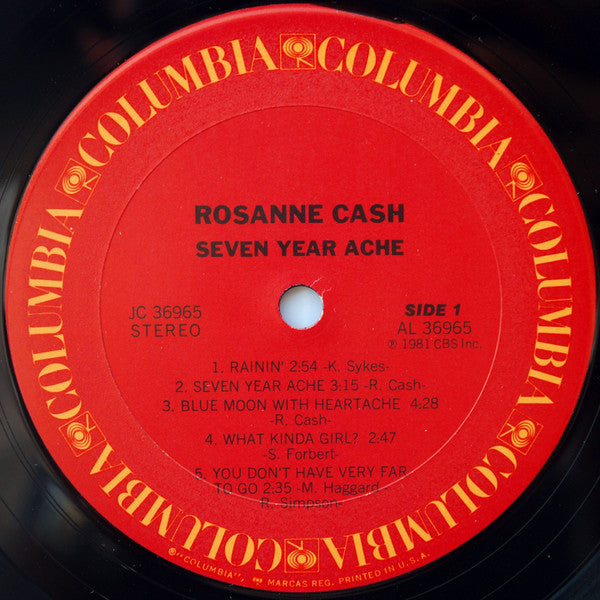 COLUMBIA COLUMBIA COLUMBIA COLUMBIA COLUMBIA COLUMBIA
ROSANNE CASH
SEVEN YEAR ACHE
JC 36965
STEREO
SIDE 1
AL 36965
℗ 1981 CBS Inc.
1. RAININ' 2:54 -K. Sykes-
2. SEVEN YEAR ACHE 3:15 -R. Cash-
3. BLUE MOON WITH HEARTACHE 4:28
-R. Cash-
4. WHAT KINDA GIRL? 2:47
-S. Forbert-
5. YOU DON'T HAVE VERY FAR
TO GO 2:35 -M. Haggard-
R. Simpson-
®"COLUMBIA", MARCAS REG. PRINTED IN U.S.A.